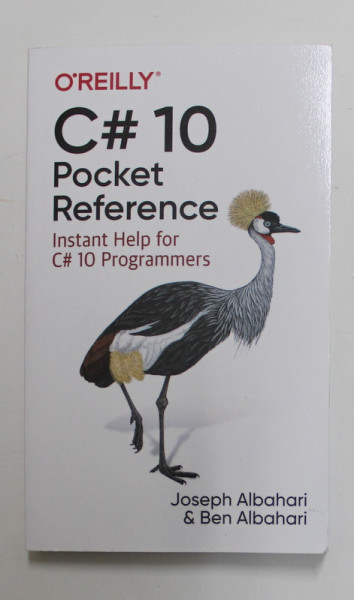 O'REILLY®
C# 10
Pocket
Reference
Instant Help for
C# 10 Programmers
Joseph Albahari
& Ben Albahari